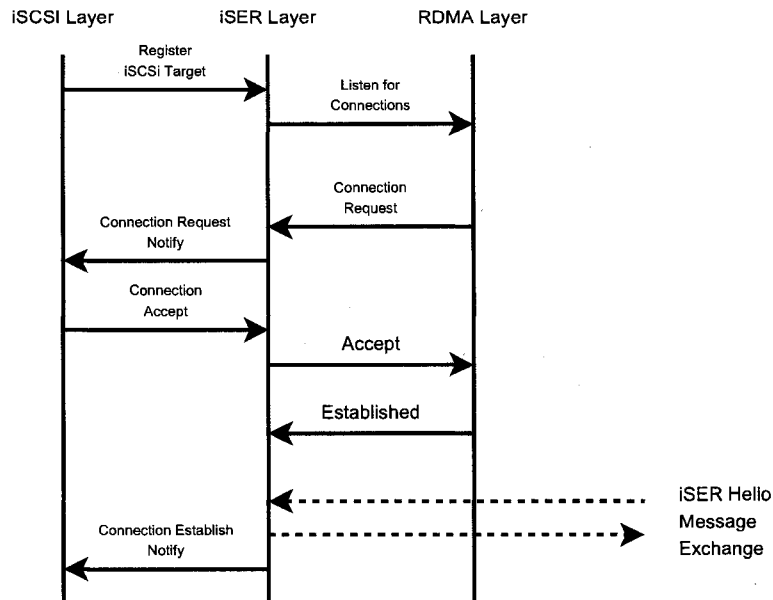 iSCSI Layer
iSER Layer
RDMA Layer
Register
iSCSi Target
Listen for
Connections
Connection
Request
Connection Request
Notify
Connection
Accept
Accept
Established
iSER Hello
Message
Exchange
Connection Establish
Notify